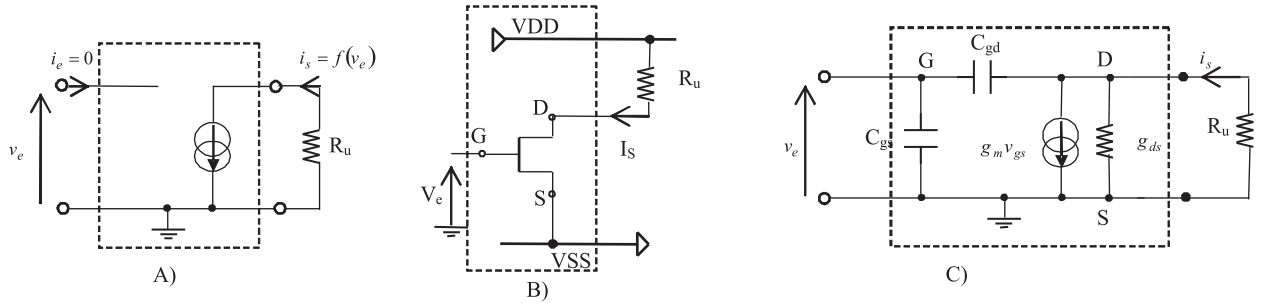 i_e = 0
i_s = f(v_e)
v_e
R_u
A)
VDD
R_u
D
G
I_S
V_e
S
VSS
B)
C_gd
G
D
i_s
v_e
C_gs
g_m v_gs
g_ds
R_u
S
C)